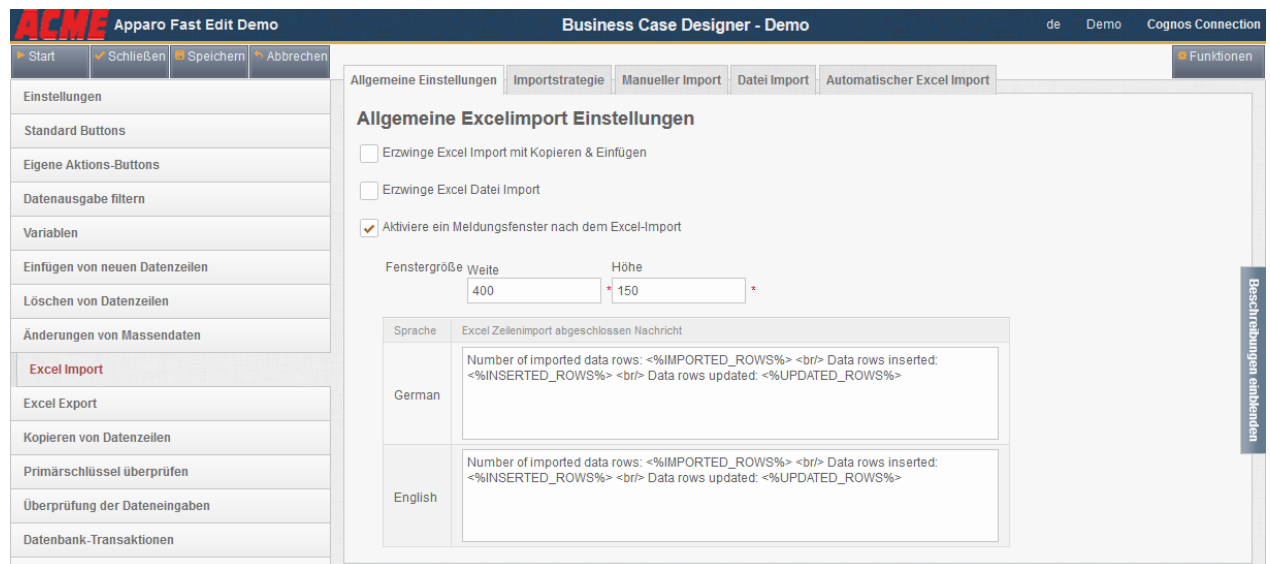 ACME Apparo Fast Edit Demo
Business Case Designer - Demo
de Demo Cognos Connection
Start Schließen Speichern Abbrechen
Funktionen
Einstellungen
Standard Buttons
Eigene Aktions-Buttons
Datenausgabe filtern
Variablen
Einfügen von neuen Datenzeilen
Löschen von Datenzeilen
Änderungen von Massendaten
Excel Import
Excel Export
Kopieren von Datenzeilen
Primärschlüssel überprüfen
Überprüfung der Dateneingaben
Datenbank-Transaktionen
Allgemeine Einstellungen Importstrategie Manueller Import Datei Import Automatischer Excel Import
Allgemeine Excelimport Einstellungen
Erzwinge Excel Import mit Kopieren & Einfügen
Erzwinge Excel Datei Import
Aktiviere ein Meldungsfenster nach dem Excel-Import
Fenstergröße Weite Höhe
400 * 150 *
Sprache Excel Zeilenimport abgeschlossen Nachricht
German
Number of imported data rows: <%IMPORTED_ROWS%> <br/> Data rows inserted:
<%INSERTED_ROWS%> <br/> Data rows updated: <%UPDATED_ROWS%>
English
Number of imported data rows: <%IMPORTED_ROWS%> <br/> Data rows inserted:
<%INSERTED_ROWS%> <br/> Data rows updated: <%UPDATED_ROWS%>
Beschreibungen einblenden